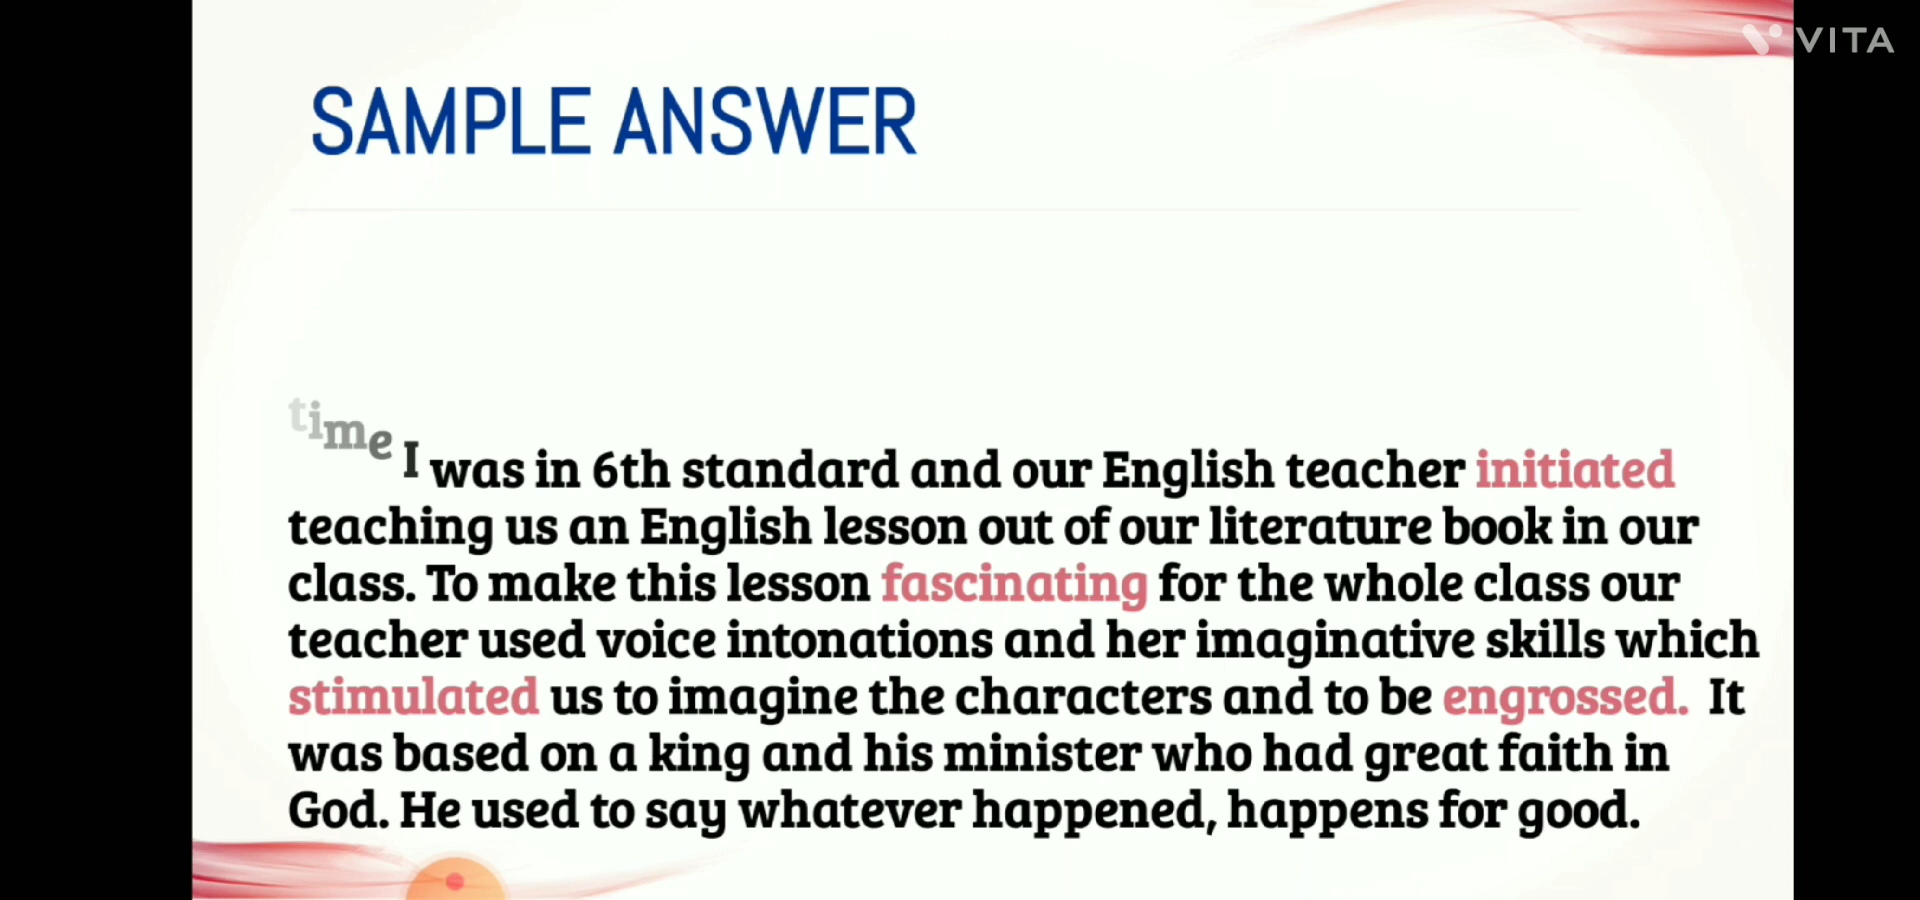 VITA
SAMPLE ANSWER
time I was in 6th standard and our English teacher initiated
teaching us an English lesson out of our literature book in our
class. To make this lesson fascinating for the whole class our
teacher used voice intonations and her imaginative skills which
stimulated us to imagine the characters and to be engrossed. It
was based on a king and his minister who had great faith in
God. He used to say whatever happened, happens for good.